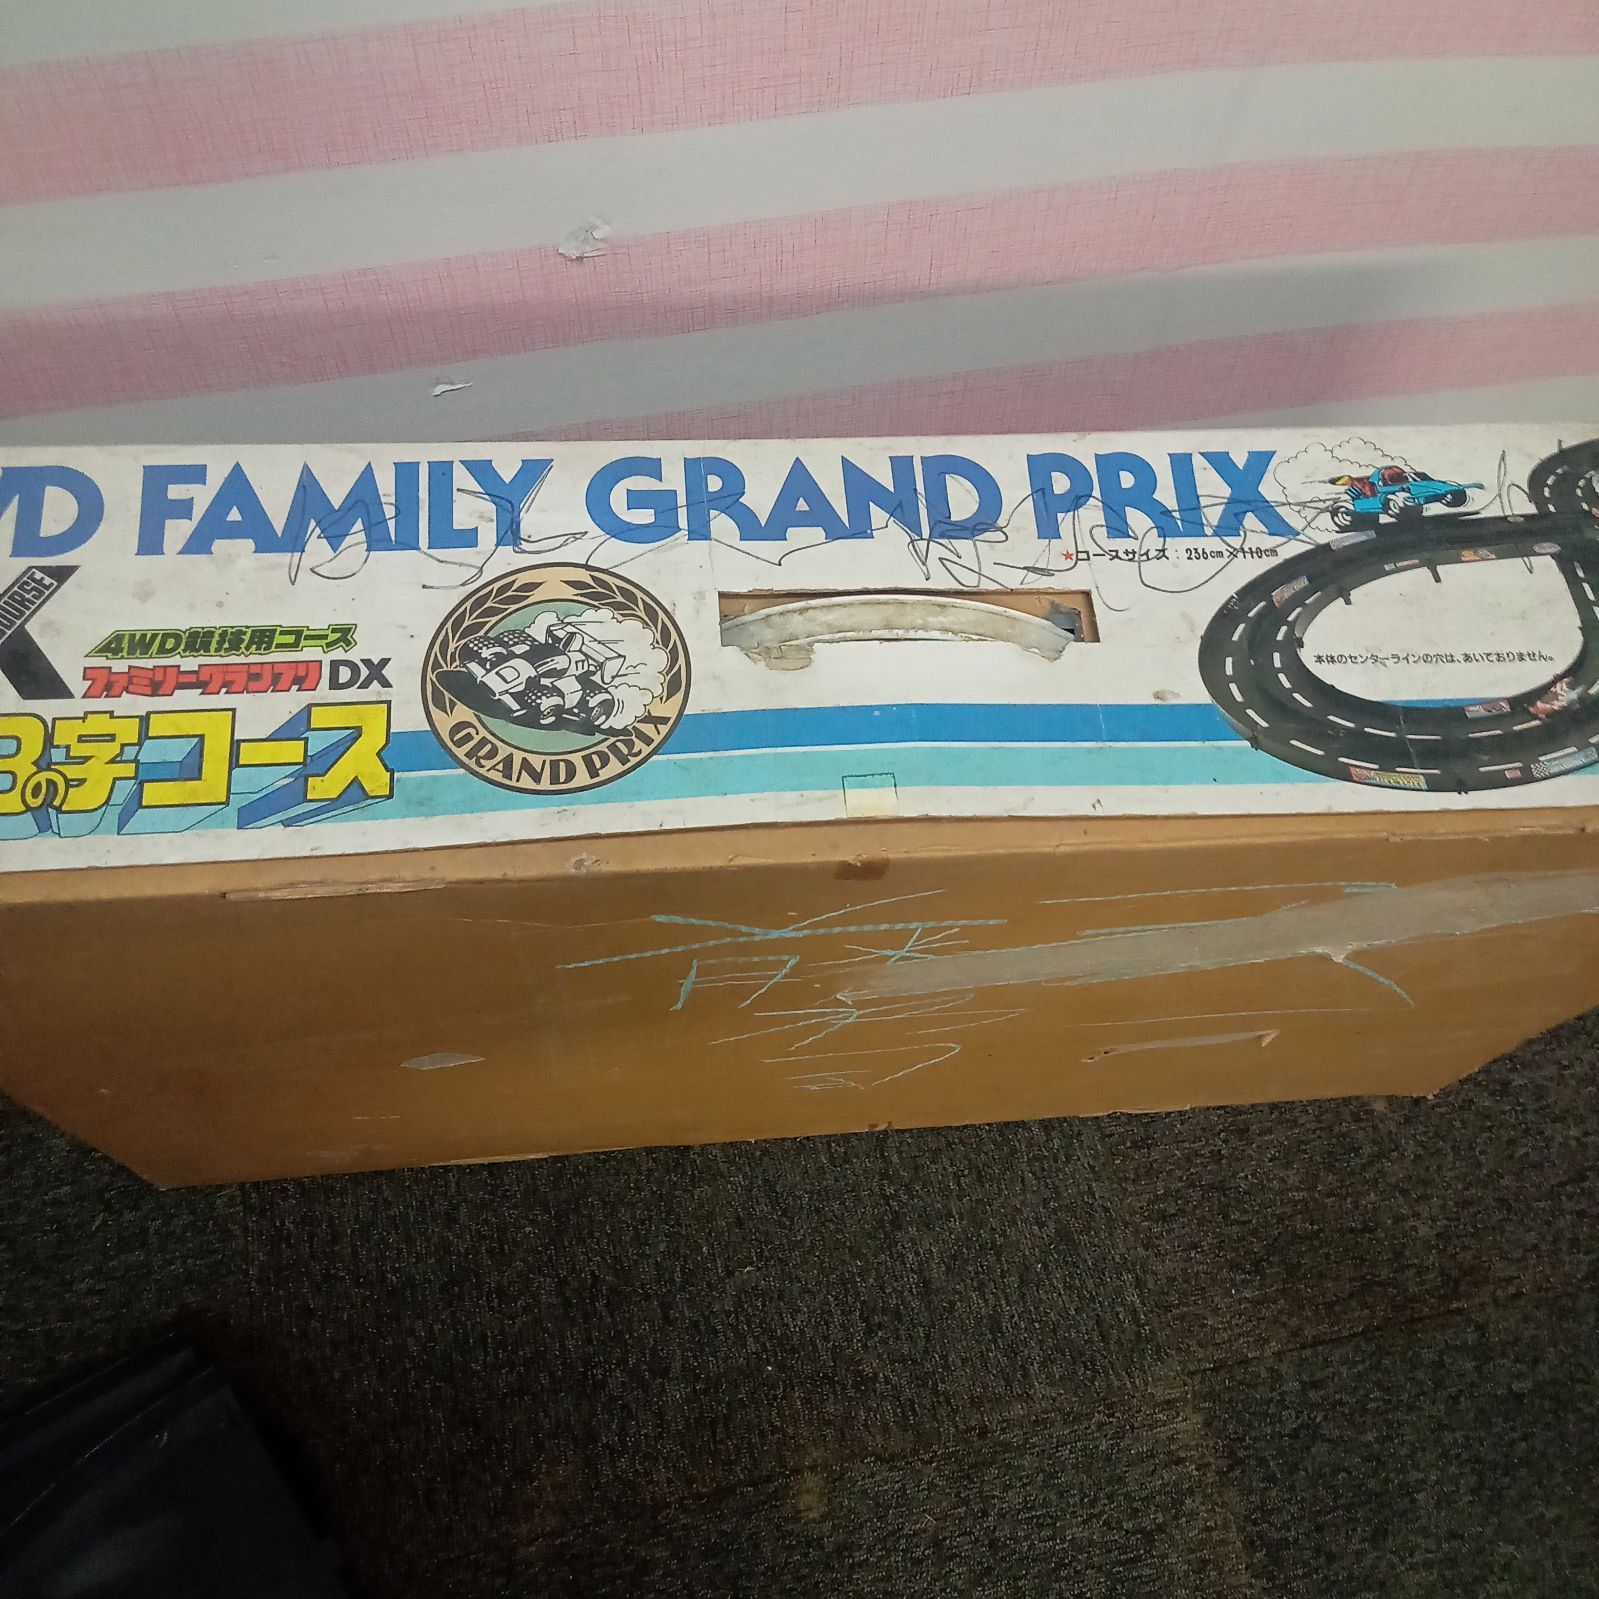 WD FAMILY GRAND PRIX
★コースサイズ：236cm×110cm
COURSE
4WD競技用コース
ファミリーグランプリDX
8の字コース
GRAND PRIX
本体のセンターラインの穴は、あいておりません。